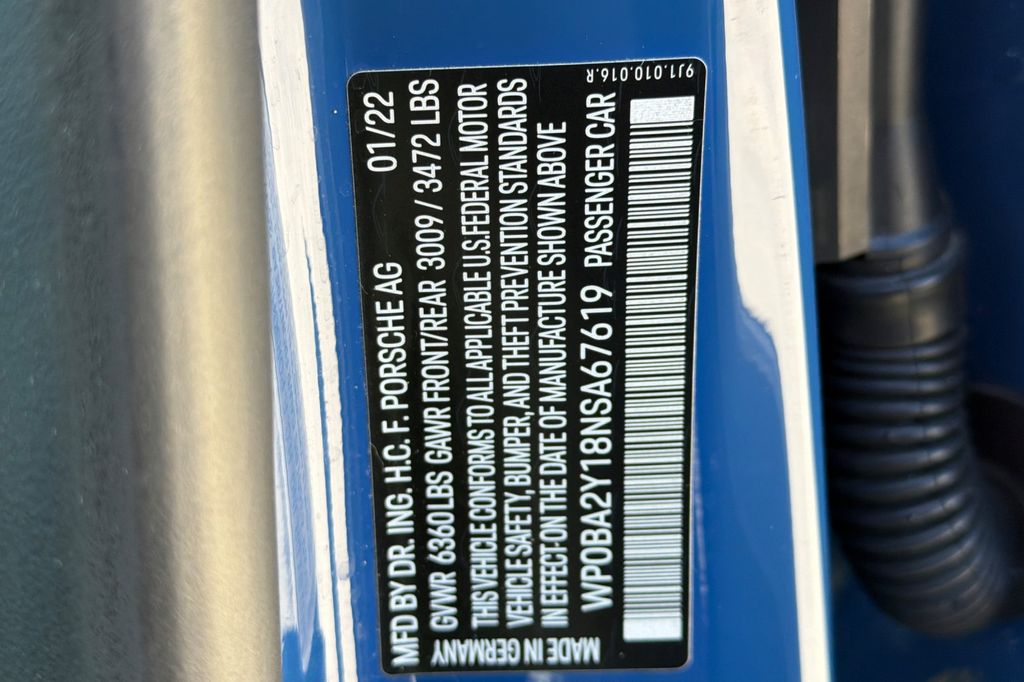 MFD BY DR. ING. H.C. F. PORSCHE AG 01/22
GVWR 6360LBS GAWR FRONT/REAR 3009 / 3472 LBS
THIS VEHICLE CONFORMS TO ALL APPLICABLE U.S. FEDERAL MOTOR
VEHICLE SAFETY, BUMPER, AND THEFT PREVENTION STANDARDS
IN EFFECT ON THE DATE OF MANUFACTURE SHOWN ABOVE
WP0BA2Y18NSA67619 PASSENGER CAR
MADE IN GERMANY
9J1.010.016.R